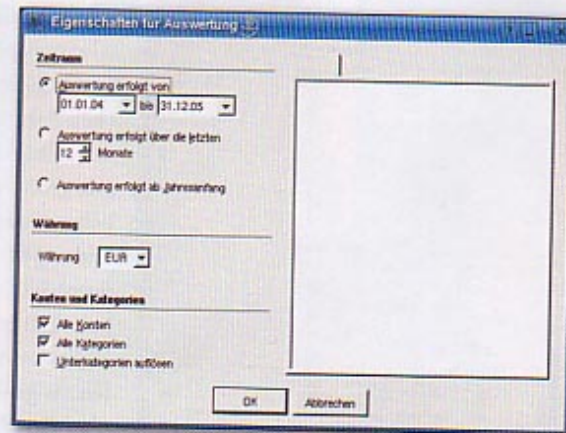 Eigenschaften für Auswertung
Zeitraum
Auswertung erfolgt von
01.01.04 bis 31.12.05
Auswertung erfolgt über die letzten
12 Monate
Auswertung erfolgt ab Jahresanfang
Währung
Währung EUR
Konten und Kategorien
Alle Konten
Alle Kategorien
Unterkategorien auflösen
OK Abbrechen